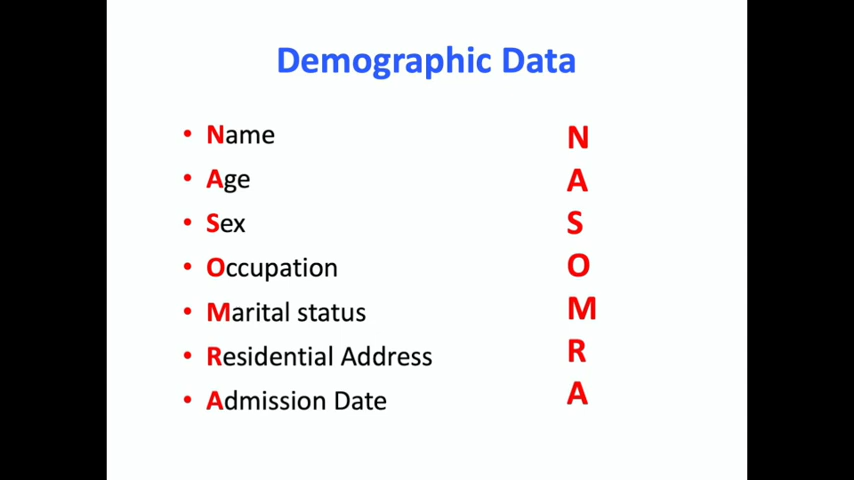 Demographic Data
• Name
• Age
• Sex
• Occupation
• Marital status
• Residential Address
• Admission Date
N
A
S
O
M
R
A